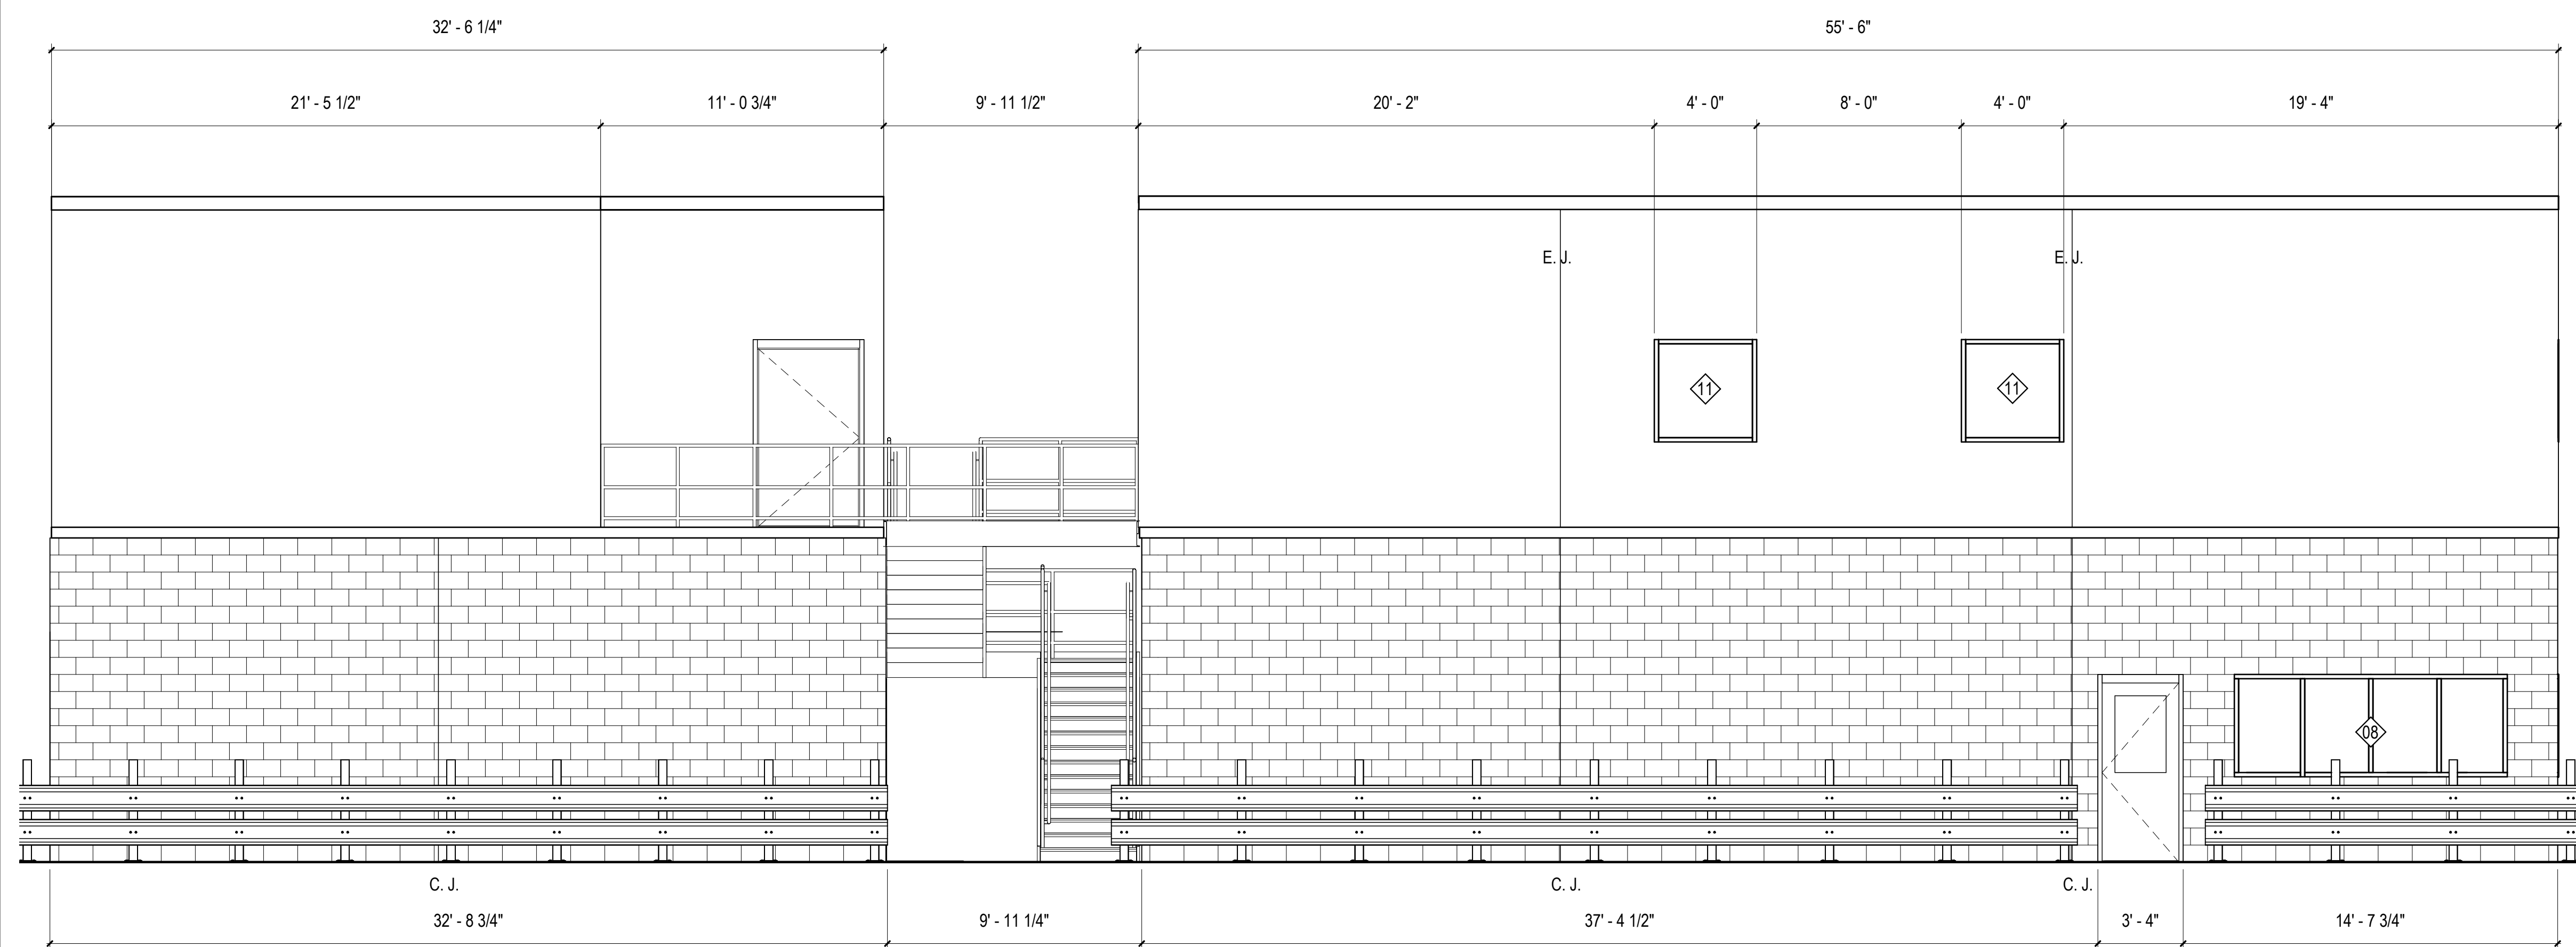 32' - 6 1/4" 55' - 6"
21' - 5 1/2" 11' - 0 3/4" 9' - 11 1/2" 20' - 2" 4' - 0" 8' - 0" 4' - 0" 19' - 4"
E. J. E. J.
11 11
08
C. J. C. J. C. J.
32' - 8 3/4" 9' - 11 1/4" 37' - 4 1/2" 3' - 4" 14' - 7 3/4"